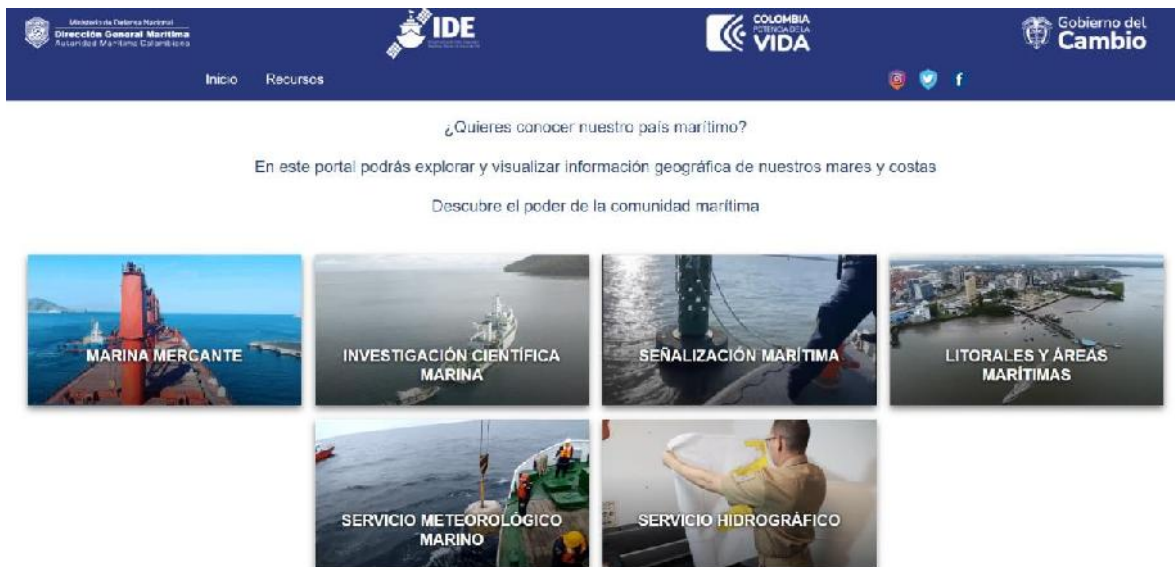 Ministerio de Defensa Nacional
Dirección General Marítima
Autoridad Marítima Colombiana
IDE
COLOMBIA
POTENCIA DE LA
VIDA
Gobierno del
Cambio
Inicio Recursos
¿Quieres conocer nuestro país marítimo?
En este portal podrás explorar y visualizar información geográfica de nuestros mares y costas
Descubre el poder de la comunidad marítima
MARINA MERCANTE
INVESTIGACIÓN CIENTÍFICA
MARINA
SEÑALIZACIÓN MARÍTIMA
LITORALES Y ÁREAS
MARÍTIMAS
SERVICIO METEOROLÓGICO
MARINO
SERVICIO HIDROGRÁFICO